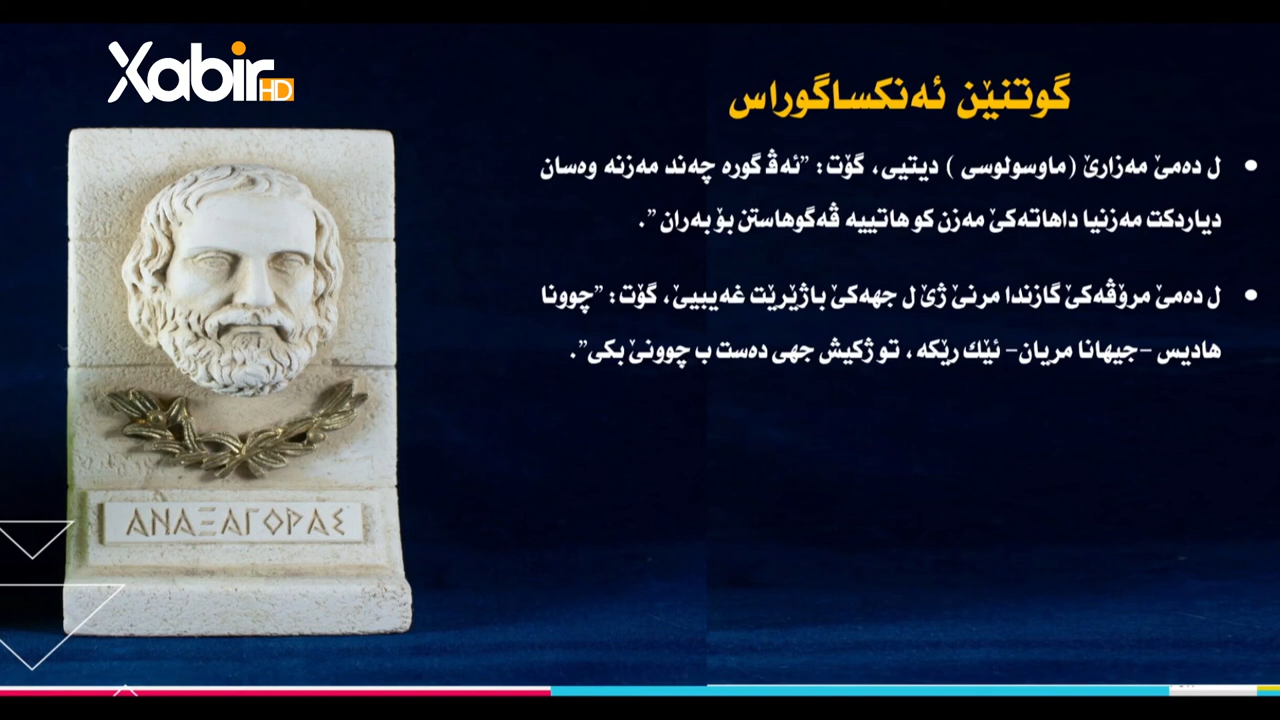 Xabir HD
گوتنێن ئەنکساگوراس
• ل دەمێ مەزارێ (ماوسولوسی ) دیتیی، گۆت: ”ئەڤ گورە چەند مەزنە وەسان
دیاردکت مەزنیا داهاتەکێ مەزن کو هاتییە ڤەگوهاستن بۆ بەران ”.
• ل دەمێ مرۆڤەکێ گازندا مرنێ ژێ ل جهەکێ باژێرێت غەیبیێ، گۆت: ”چوونا
هادیس –جیهانا مریان– ئێك رێکە ، تو ژکیش جهی دەست ب چوونێ بکی”.
ΑΝΑΞΑΓΟΡΑΣ